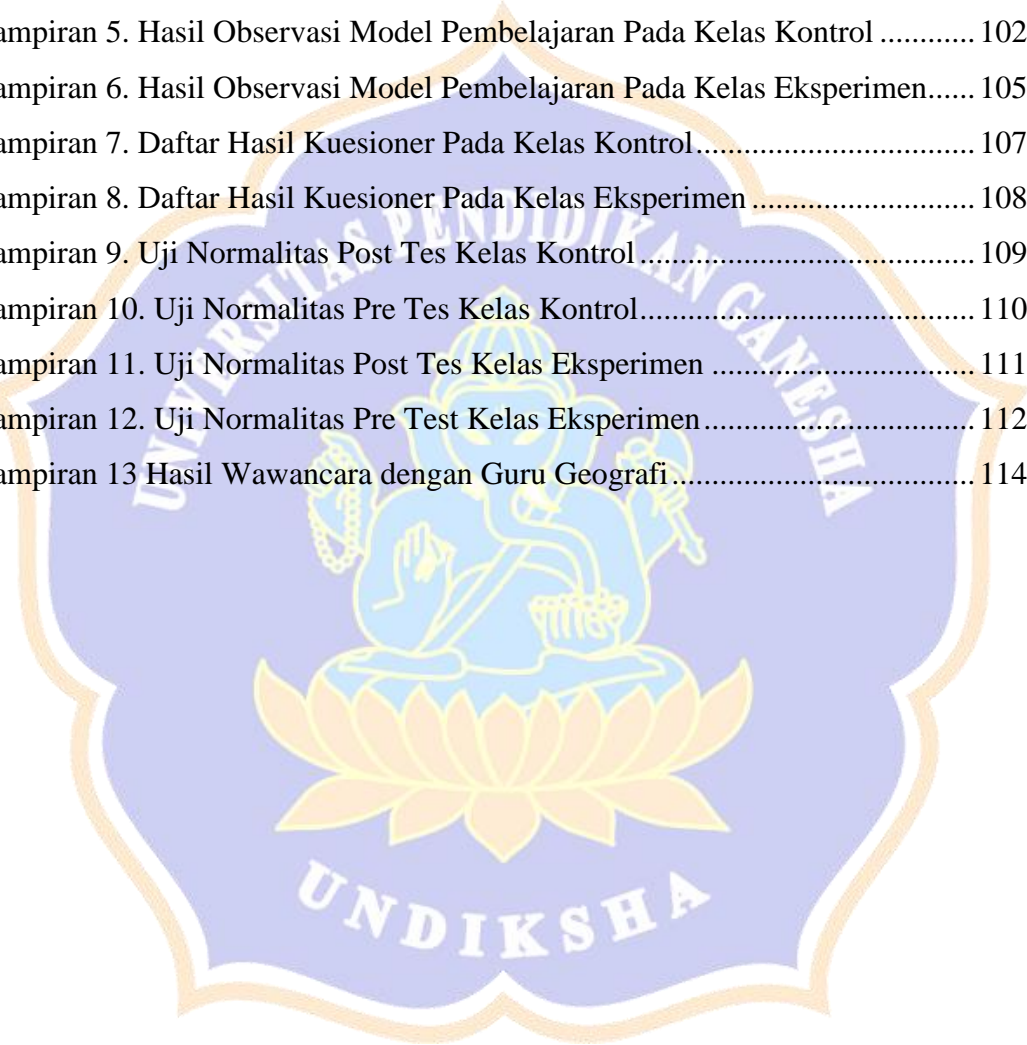 ampiran 5. Hasil Observasi Model Pembelajaran Pada Kelas Kontrol ............ 102
ampiran 6. Hasil Observasi Model Pembelajaran Pada Kelas Eksperimen...... 105
ampiran 7. Daftar Hasil Kuesioner Pada Kelas Kontrol................................... 107
ampiran 8. Daftar Hasil Kuesioner Pada Kelas Eksperimen ............................ 108
ampiran 9. Uji Normalitas Post Tes Kelas Kontrol.......................................... 109
ampiran 10. Uji Normalitas Pre Tes Kelas Kontrol.......................................... 110
ampiran 11. Uji Normalitas Post Tes Kelas Eksperimen ................................. 111
ampiran 12. Uji Normalitas Pre Test Kelas Eksperimen.................................. 112
ampiran 13 Hasil Wawancara dengan Guru Geografi...................................... 114
UNIVERSITAS PENDIDIKAN GANESHA
UNDIKSHA